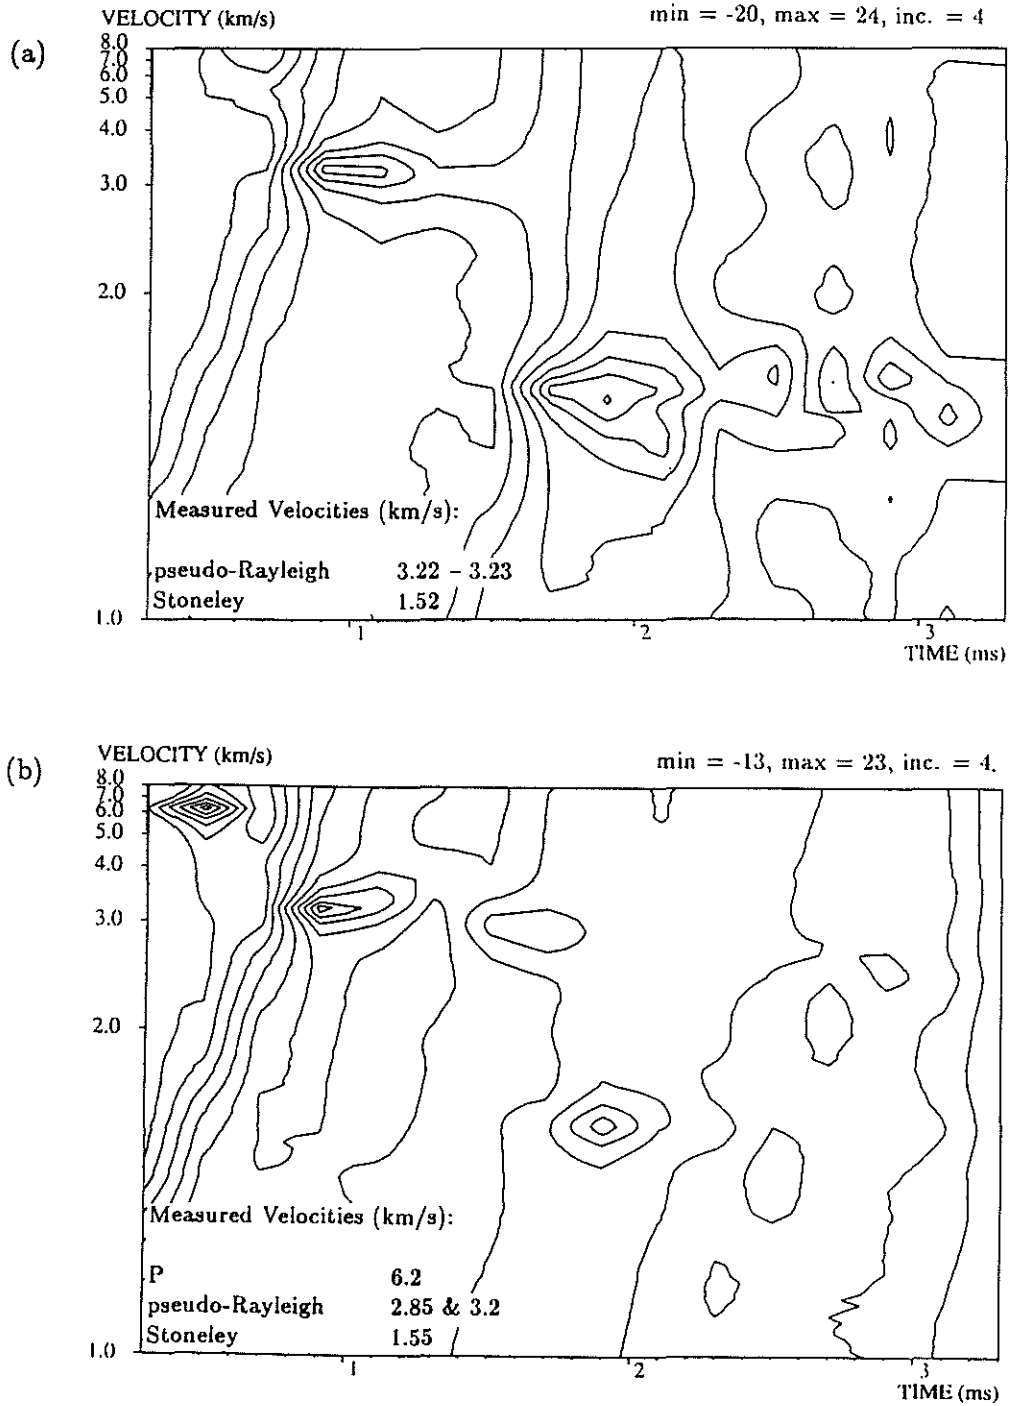 VELOCITY (km/s)
min = -20, max = 24, inc. = 4
(a)
8.0
7.0
6.0
5.0
4.0
3.0
2.0
Measured Velocities (km/s):
pseudo-Rayleigh 3.22 – 3.23
Stoneley 1.52
1.0
1 2 3
TIME (ms)
VELOCITY (km/s)
min = -13, max = 23, inc. = 4.
(b)
8.0
7.0
6.0
5.0
4.0
3.0
2.0
Measured Velocities (km/s):
P 6.2
pseudo-Rayleigh 2.85 & 3.2
Stoneley 1.55
1.0
1 2 3
TIME (ms)